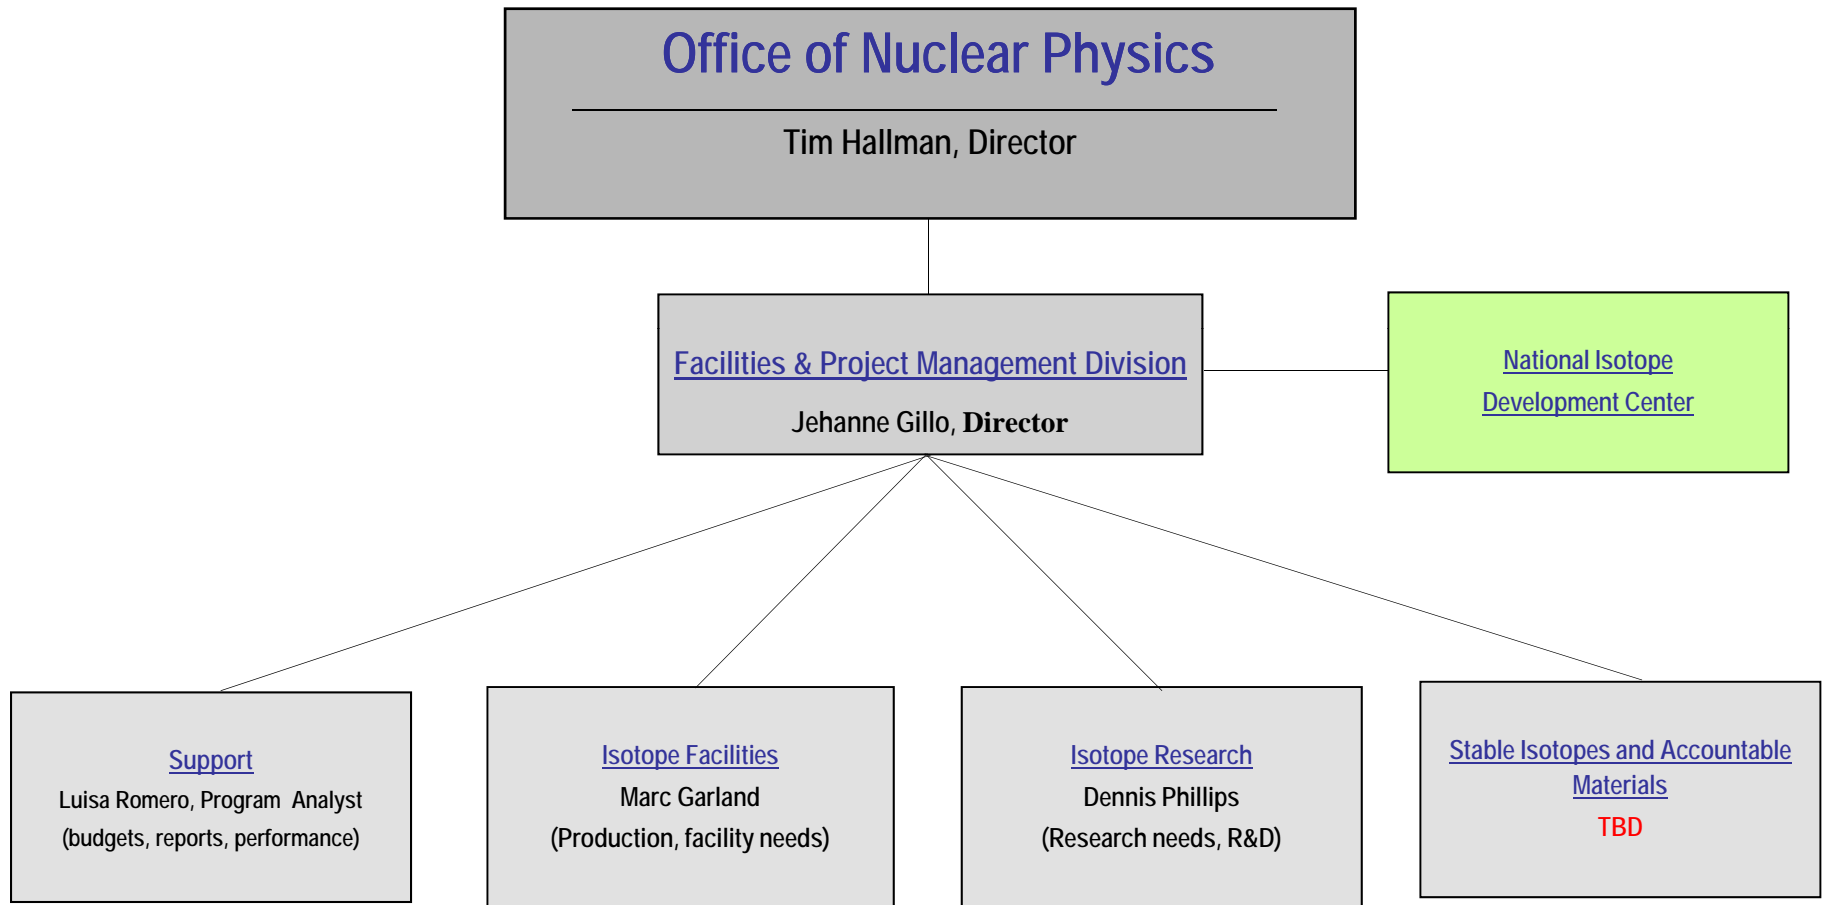 Office of Nuclear Physics
Tim Hallman, Director
Facilities & Project Management Division
Jehanne Gillo, Director
National Isotope
Development Center
Support
Luisa Romero, Program Analyst
(budgets, reports, performance)
Isotope Facilities
Marc Garland
(Production, facility needs)
Isotope Research
Dennis Phillips
(Research needs, R&D)
Stable Isotopes and Accountable
Materials
TBD